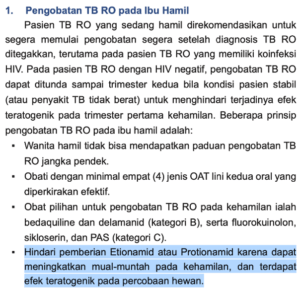 1. Pengobatan TB RO pada Ibu Hamil
Pasien TB RO yang sedang hamil direkomendasikan untuk
segera memulai pengobatan segera setelah diagnosis TB RO
ditegakkan, terutama pada pasien TB RO yang memiliki koinfeksi
HIV. Pada pasien TB RO dengan HIV negatif, pengobatan TB RO
dapat ditunda sampai trimester kedua bila kondisi pasien stabil
(atau penyakit TB tidak berat) untuk menghindari terjadinya efek
teratogenik pada trimester pertama kehamilan. Beberapa prinsip
pengobatan TB RO pada ibu hamil adalah:
• Wanita hamil tidak bisa mendapatkan paduan pengobatan TB
RO jangka pendek.
• Obati dengan minimal empat (4) jenis OAT lini kedua oral yang
diperkirakan efektif.
• Obat pilihan untuk pengobatan TB RO pada kehamilan ialah
bedaquiline dan delamanid (kategori B), serta fluorokuinolon,
sikloserin, dan PAS (kategori C).
• Hindari pemberian Etionamid atau Protionamid karena dapat
meningkatkan mual-muntah pada kehamilan, dan terdapat
efek teratogenik pada percobaan hewan.